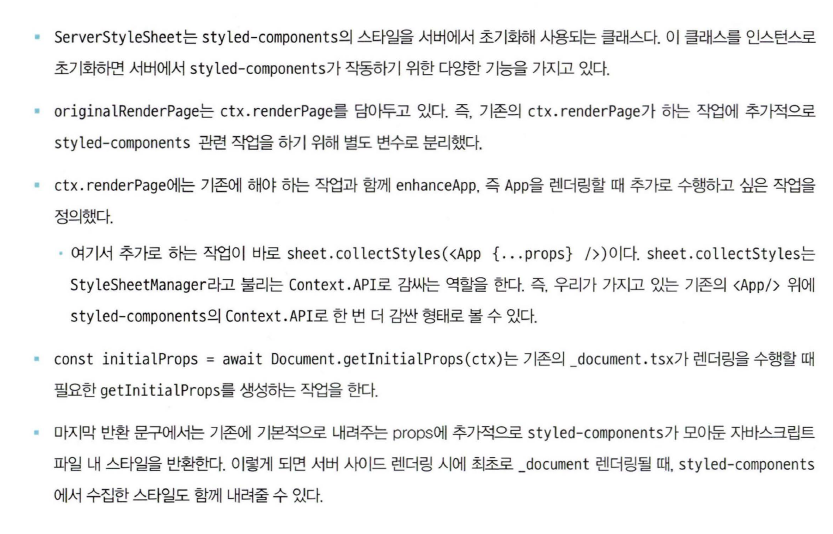 ▪ ServerStyleSheet는 styled-components의 스타일을 서버에서 초기화해 사용되는 클래스다. 이 클래스를 인스턴스로
초기화하면 서버에서 styled-components가 작동하기 위한 다양한 기능을 가지고 있다.
▪ originalRenderPage는 ctx.renderPage를 담아두고 있다. 즉, 기존의 ctx.renderPage가 하는 작업에 추가적으로
styled-components 관련 작업을 하기 위해 별도 변수로 분리했다.
▪ ctx.renderPage에는 기존에 해야 하는 작업과 함께 enhanceApp, 즉 App을 렌더링할 때 추가로 수행하고 싶은 작업을
정의했다.
• 여기서 추가로 하는 작업이 바로 sheet.collectStyles(<App {...props} />)이다. sheet.collectStyles는
StyleSheetManager라고 불리는 Context.API로 감싸는 역할을 한다. 즉, 우리가 가지고 있는 기존의 <App/> 위에
styled-components의 Context.API로 한 번 더 감싼 형태로 볼 수 있다.
▪ const initialProps = await Document.getInitialProps(ctx)는 기존의 _document.tsx가 렌더링을 수행할 때
필요한 getInitialProps를 생성하는 작업을 한다.
▪ 마지막 반환 문구에서는 기존에 기본적으로 내려주는 props에 추가적으로 styled-components가 모아둔 자바스크립트
파일 내 스타일을 반환한다. 이렇게 되면 서버 사이드 렌더링 시에 최초로 _document 렌더링될 때, styled-components
에서 수집한 스타일도 함께 내려줄 수 있다.